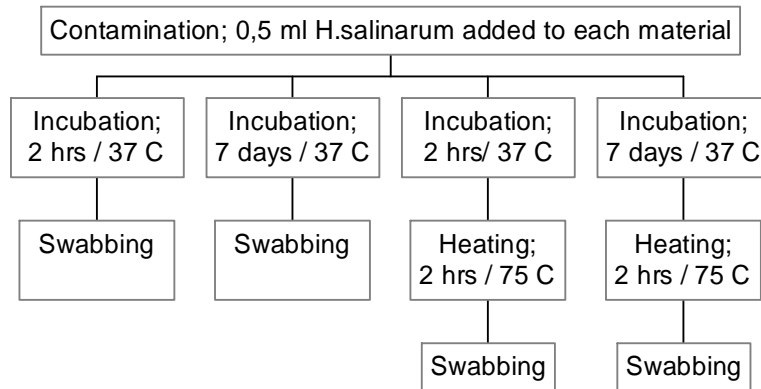 Contamination; 0,5 ml H.salinarum added to each material
Incubation;
2 hrs / 37 C
Incubation;
7 days / 37 C
Incubation;
2 hrs/ 37 C
Incubation;
7 days / 37 C
Swabbing
Swabbing
Heating;
2 hrs / 75 C
Heating;
2 hrs / 75 C
Swabbing
Swabbing